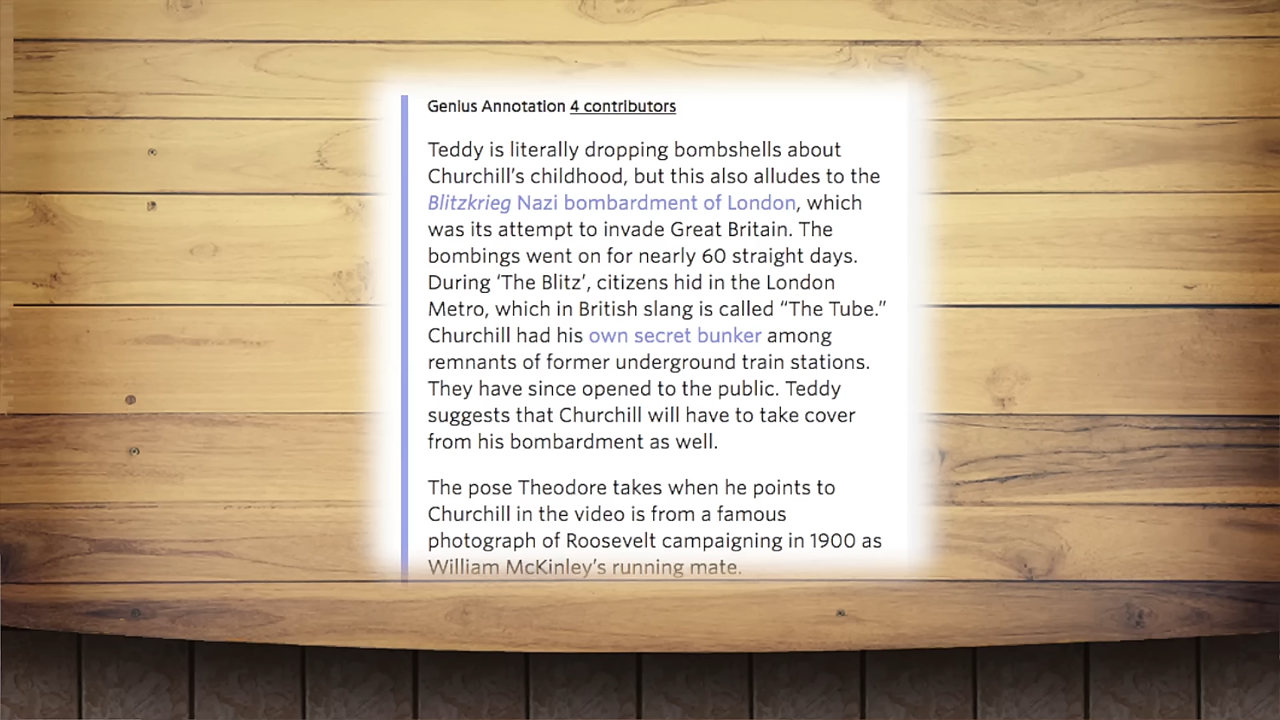 Genius Annotation 4 contributors
Teddy is literally dropping bombshells about
Churchill’s childhood, but this also alludes to the
Blitzkrieg Nazi bombardment of London, which
was its attempt to invade Great Britain. The
bombings went on for nearly 60 straight days.
During ‘The Blitz’, citizens hid in the London
Metro, which in British slang is called “The Tube.”
Churchill had his own secret bunker among
remnants of former underground train stations.
They have since opened to the public. Teddy
suggests that Churchill will have to take cover
from his bombardment as well.
The pose Theodore takes when he points to
Churchill in the video is from a famous
photograph of Roosevelt campaigning in 1900 as
William McKinley’s running mate.